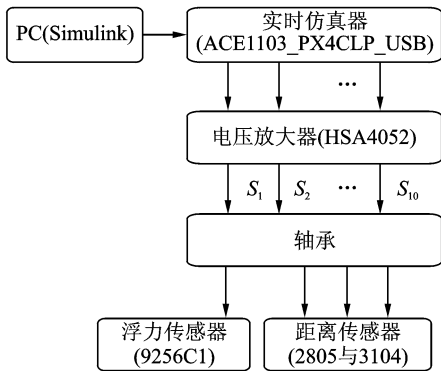 PC(Simulink)
实时仿真器
(ACE1103_PX4CLP_USB)
···
电压放大器(HSA4052)
S₁ S₂ ··· S₁₀
轴承
浮力传感器
(9256C1)
距离传感器
(2805与3104)